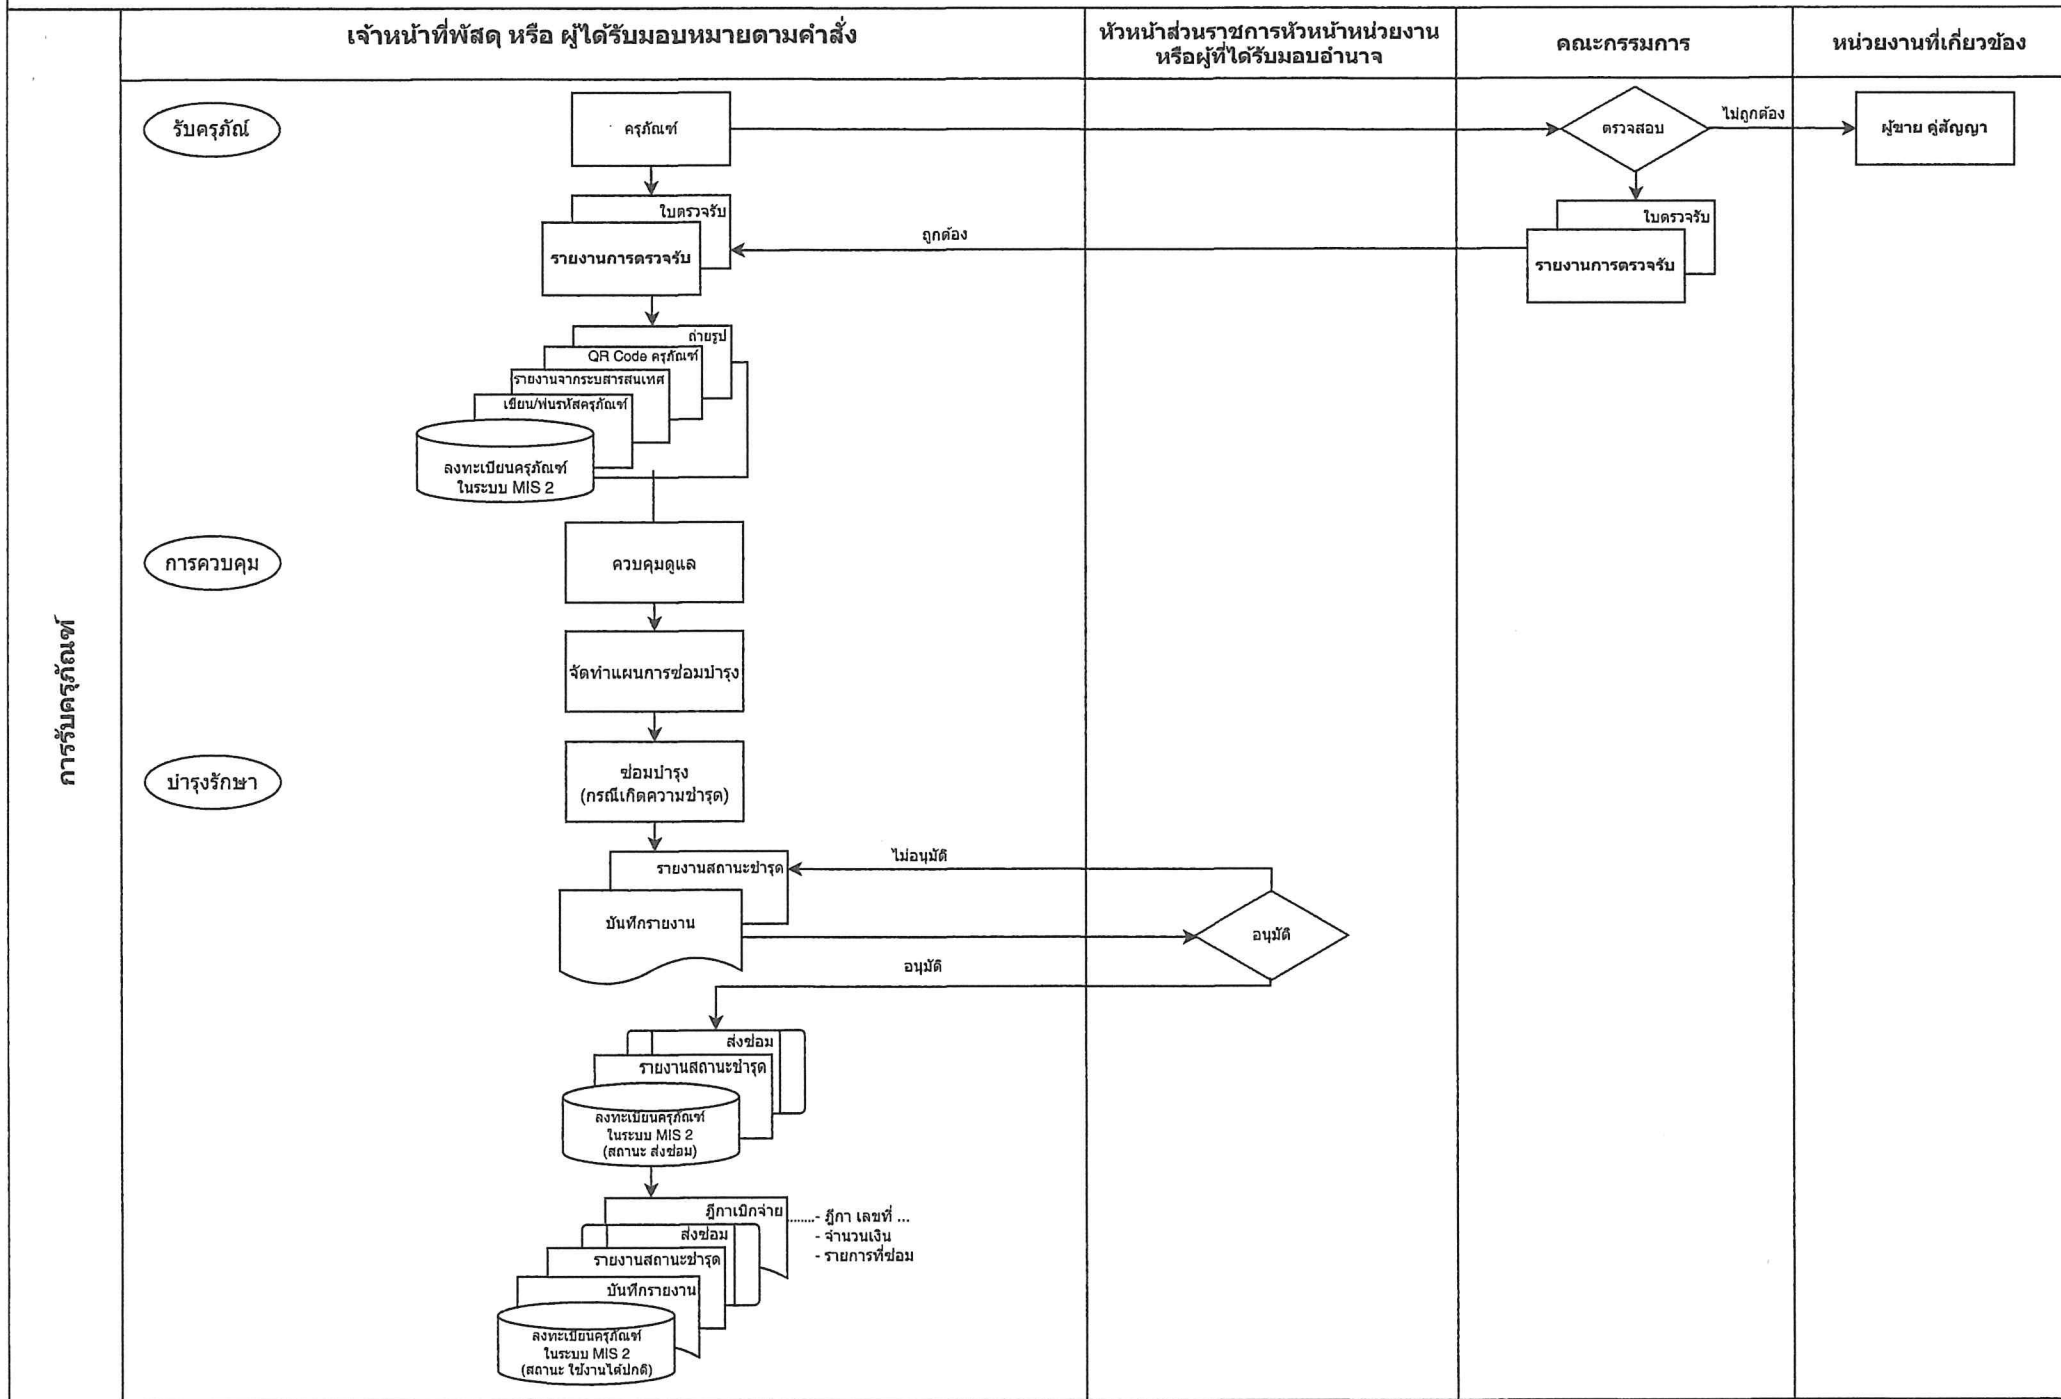 เจ้าหน้าที่พัสดุ หรือ ผู้ได้รับมอบหมายตามคำสั่ง
หัวหน้าส่วนราชการหัวหน้าหน่วยงาน
หรือผู้ที่ได้รับมอบอำนาจ
คณะกรรมการ
หน่วยงานที่เกี่ยวข้อง
การรับครุภัณฑ์
รับครุภัณ์
ครุภัณฑ์
ตรวจสอบ
ไม่ถูกต้อง
ผู้ขาย คู่สัญญา
ใบตรวจรับ
รายงานการตรวจรับ
ถูกต้อง
ใบตรวจรับ
รายงานการตรวจรับ
ถ่ายรูป
QR Code ครุภัณฑ์
รายงานจากระบสารสนเทศ
เขียน/พ่นรหัสครุภัณฑ์
ลงทะเบียนครุภัณฑ์
ในระบบ MIS 2
การควบคุม
ควบคุมดูแล
จัดทำแผนการซ่อมบำรุง
บำรุงรักษา
ซ่อมบำรุง
(กรณีเกิดความชำรุด)
รายงานสถานะชำรุด
ไม่อนุมัติ
บันทึกรายงาน
อนุมัติ
อนุมัติ
ส่งซ่อม
รายงานสถานะชำรุด
ลงทะเบียนครุภัณฑ์
ในระบบ MIS 2
(สถานะ ส่งซ่อม)
ฎีกาเบิกจ่าย
........- ฎีกา เลขที่ ...
- จำนวนเงิน
- รายการที่ซ่อม
ส่งซ่อม
รายงานสถานะชำรุด
บันทึกรายงาน
ลงทะเบียนครุภัณฑ์
ในระบบ MIS 2
(สถานะ ใช้งานได้ปกติ)